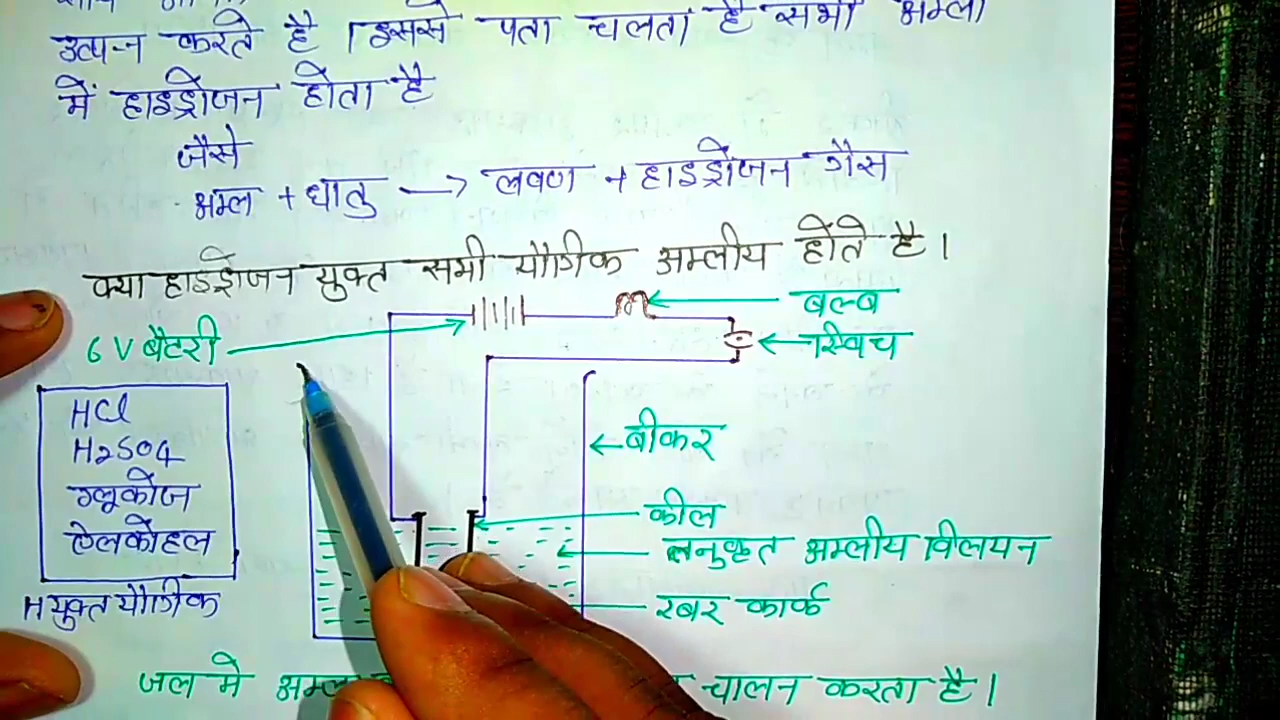 उत्पन्न करते है । इससे पता चलता है सभी अम्लो
में हाइड्रोजन होता है
जैसे
अम्ल + धातु → लवण + हाइड्रोजन गैस
क्या हाइड्रोजन युक्त सभी यौगिक अम्लीय होते है ।
बल्ब
6 V बैटरी
स्विच
HCl
H2SO4
ग्लूकोज
ऐलकोहल
H युक्त यौगिक
बीकर
कील
तनुकृत अम्लीय विलयन
रबर कार्क
जल मे चालन करता है ।